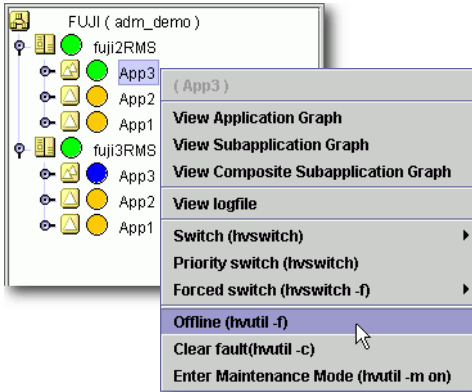 FUJI ( adm_demo )
fuji2RMS
App3
App2
App1
fuji3RMS
App3
App2
App1
( App3 )
View Application Graph
View Subapplication Graph
View Composite Subapplication Graph
View logfile
Switch (hvswitch)
Priority switch (hvswitch)
Forced switch (hvswitch -f)
Offline (hvutil -f)
Clear fault(hvutil -c)
Enter Maintenance Mode (hvutil -m on)